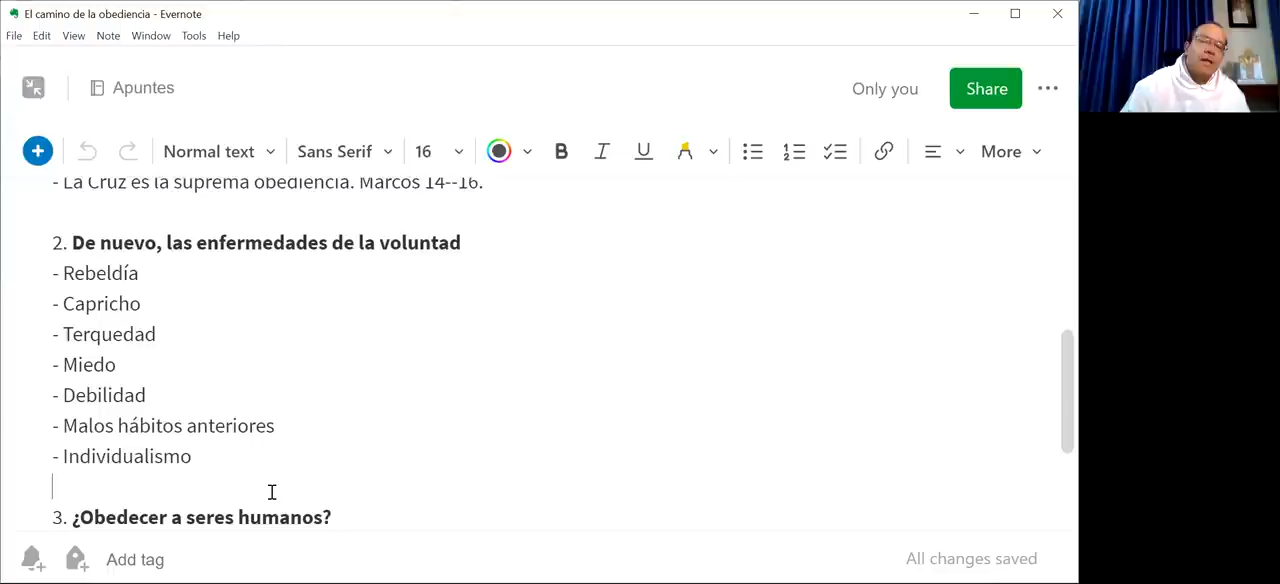 El camino de la obediencia - Evernote
File Edit View Note Window Tools Help
Apuntes
Only you
Share
Normal text
Sans Serif
16
B I U
More
- La Cruz es la suprema obediencia. Marcos 14--16.
2. De nuevo, las enfermedades de la voluntad
- Rebeldía
- Capricho
- Terquedad
- Miedo
- Debilidad
- Malos hábitos anteriores
- Individualismo
3. ¿Obedecer a seres humanos?
Add tag
All changes saved